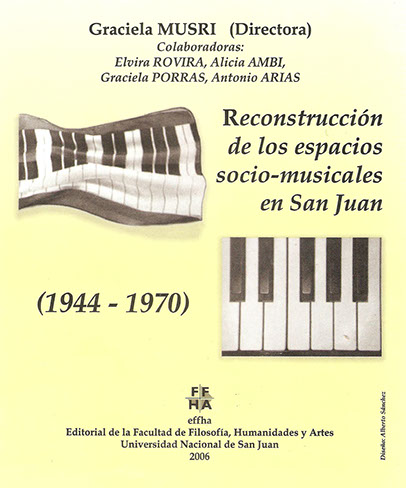 Graciela MUSRI (Directora)
Colaboradoras:
Elvira ROVIRA, Alicia AMBI,
Graciela PORRAS, Antonio ARIAS
Reconstrucción
de los espacios
socio-musicales
en San Juan
(1944 - 1970)
FF
HA
effha
Editorial de la Facultad de Filosofía, Humanidades y Artes
Universidad Nacional de San Juan
2006
Diseño: Alberto Sánchez